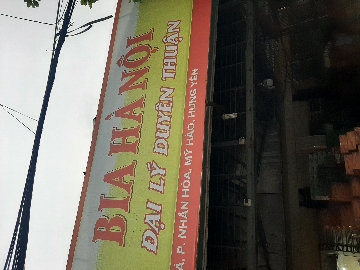 BIA HÀ NỘI
ĐẠI LÝ DUYÊN THUẬN
A, P. NHÂN HÒA, MỸ HÀO, HƯNG YÊN